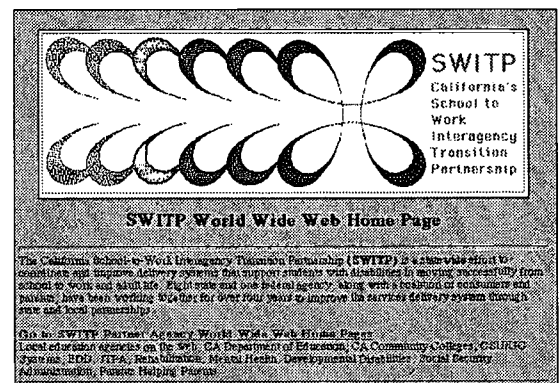 SWITP
California's
School to
Work
Interagency
Transition
Partnership
SWITP World Wide Web Home Page
The California School-to-Work Interagency Transition Partnership (SWITP) is a statewide effort to
coordinate and improve delivery systems that support students with disabilities in moving successfully from
school to work and adult life. Eight state and one federal agency, along with a coalition of consumers and
parents, have been working together for over four years to improve the services delivery system through
state and local partnerships.
Go to SWITP Partner Agency World Wide Web Home Pages
Local education agencies on the web, CA Department of Education, CA Community Colleges, CSU/UC
Systems, EDD, JTPA, Rehabilitation, Mental Health, Developmental Disabilities, Social Security
Administration, Parents Helping Parents